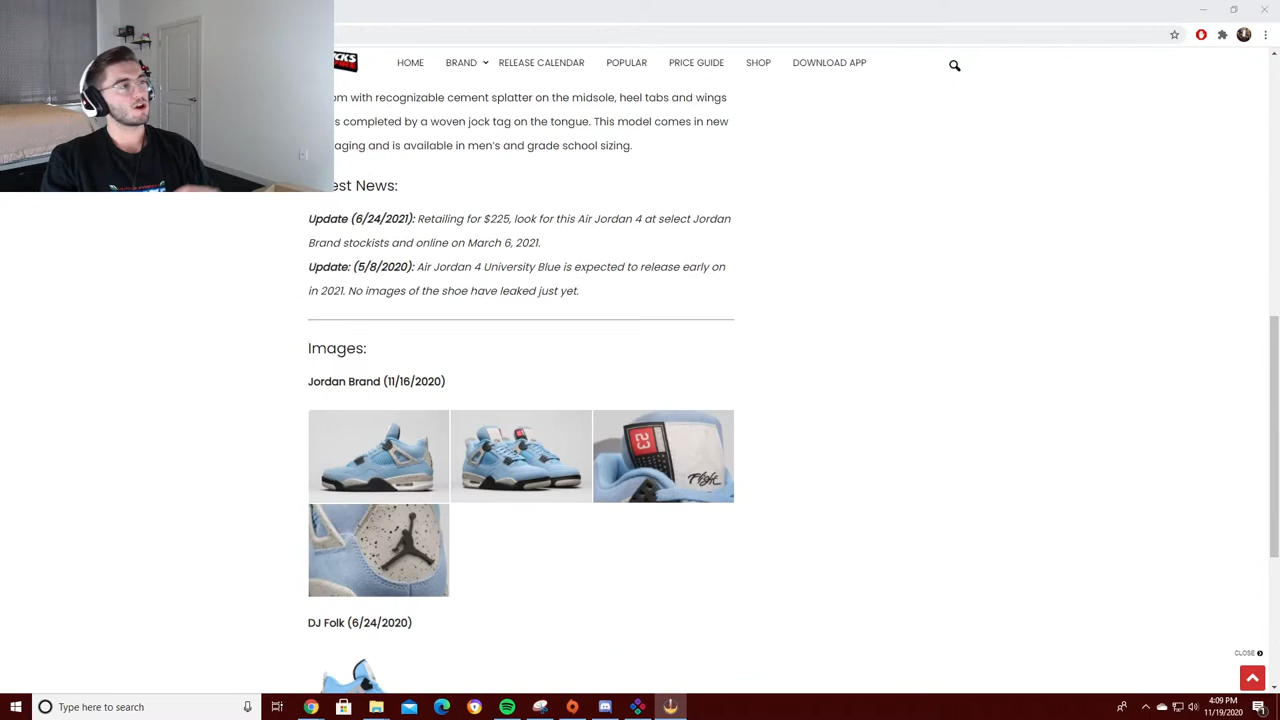 HOME BRAND RELEASE CALENDAR POPULAR PRICE GUIDE SHOP DOWNLOAD APP
with recognizable cement splatter on the midsole, heel tabs and wings
completed by a woven jock tag on the tongue. This model comes in new
and is available in men's and grade school sizing.
News:
Update (6/24/2021): Retailing for $225, look for this Air Jordan 4 at select Jordan
Brand stockists and online on March 6, 2021.
Update: (5/8/2020): Air Jordan 4 University Blue is expected to release early on
in 2021. No images of the shoe have leaked just yet.
Images:
Jordan Brand (11/16/2020)
23
Flight
DJ Folk (6/24/2020)
CLOSE
Type here to search
4:09 PM
11/19/2020